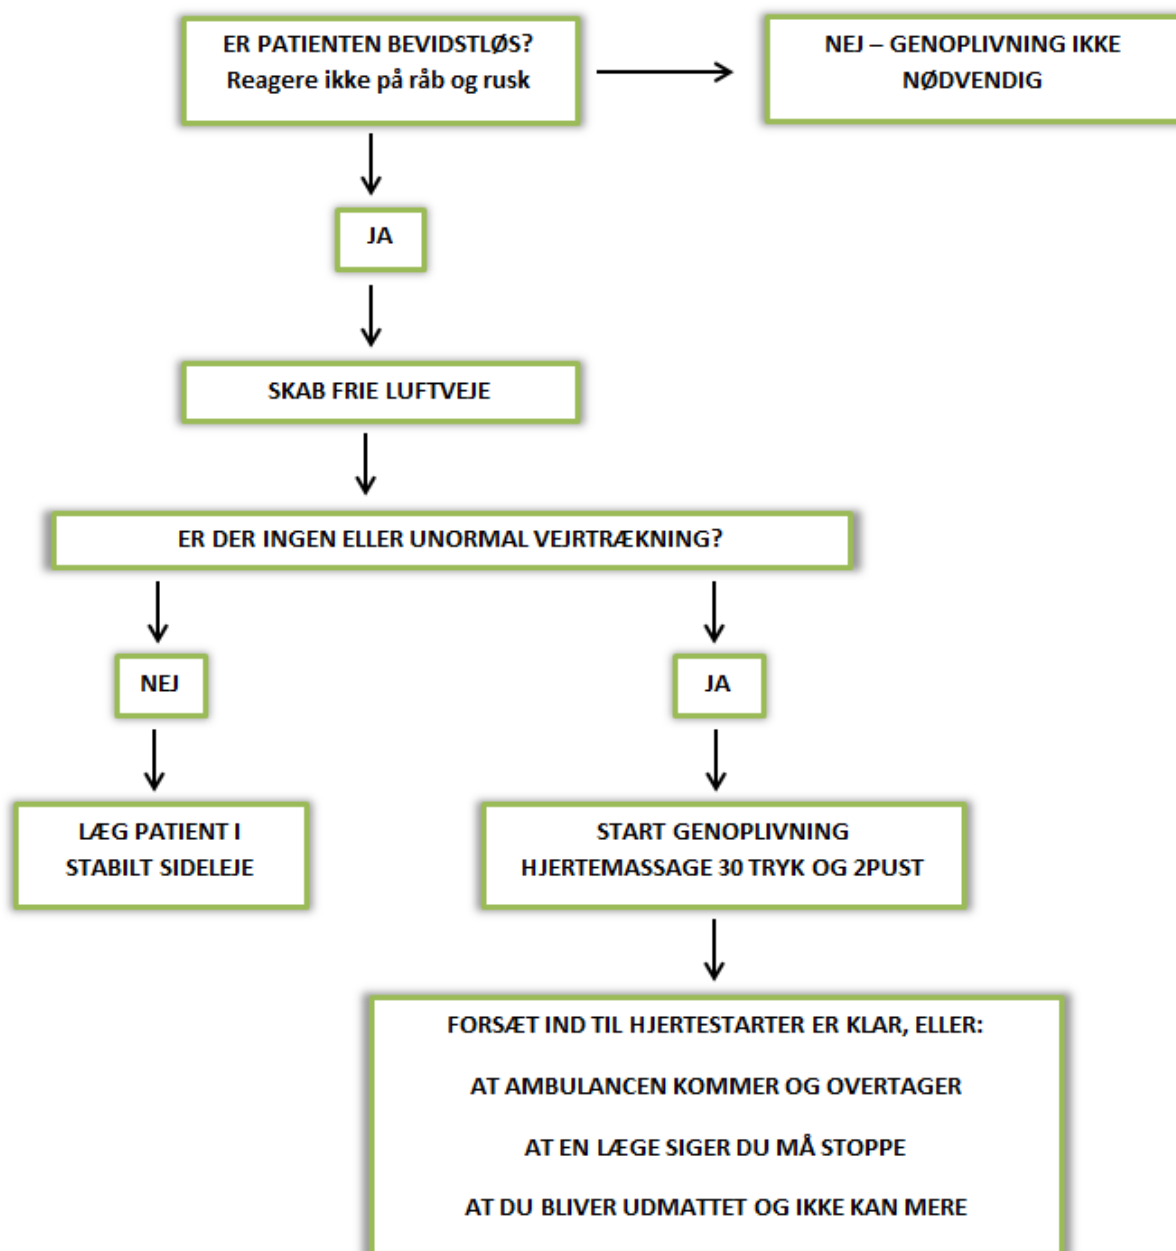 ER PATIENTEN BEVIDSTLØS?
Reagere ikke på råb og rusk
NEJ – GENOPLIVNING IKKE
NØDVENDIG
JA
SKAB FRIE LUFTVEJE
ER DER INGEN ELLER UNORMAL VEJRTRÆKNING?
NEJ
JA
LÆG PATIENT I
STABILT SIDELEJE
START GENOPLIVNING
HJERTEMASSAGE 30 TRYK OG 2PUST
FORSÆT IND TIL HJERTESTARTER ER KLAR, ELLER:
AT AMBULANCEN KOMMER OG OVERTAGER
AT EN LÆGE SIGER DU MÅ STOPPE
AT DU BLIVER UDMATTET OG IKKE KAN MERE